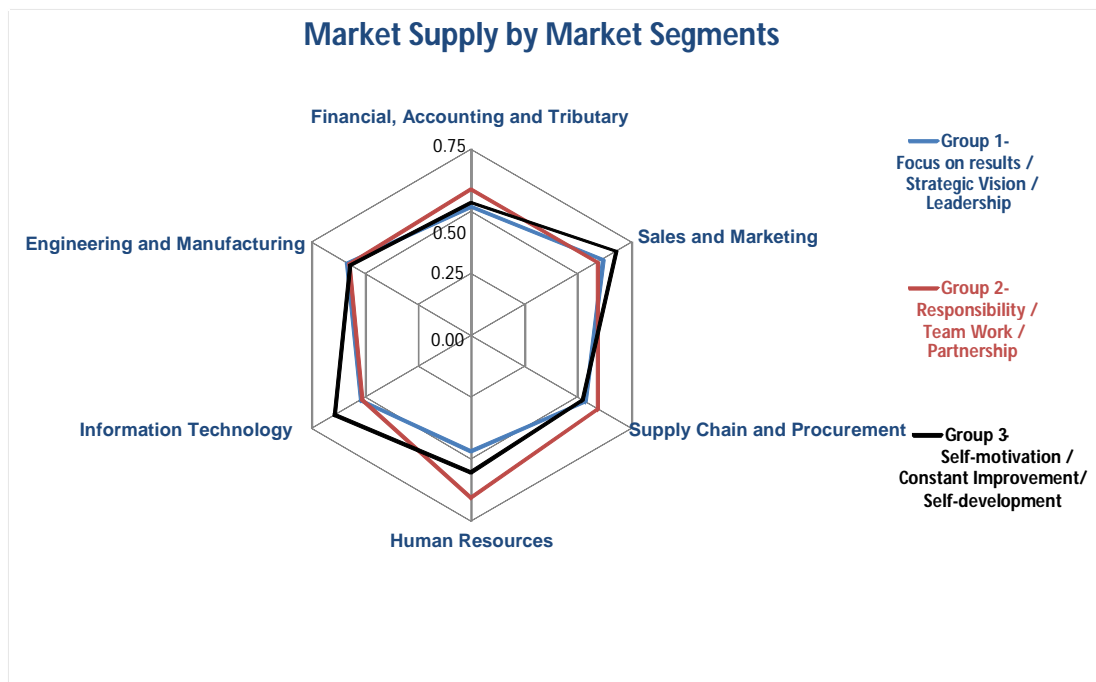 Market Supply by Market Segments
Financial, Accounting and Tributary
0.75
0.50
0.25
0.00
Sales and Marketing
Supply Chain and Procurement
Human Resources
Information Technology
Engineering and Manufacturing
Group 1-
Focus on results /
Strategic Vision /
Leadership
Group 2-
Responsibility /
Team Work /
Partnership
Group 3-
Self-motivation /
Constant Improvement/
Self-development